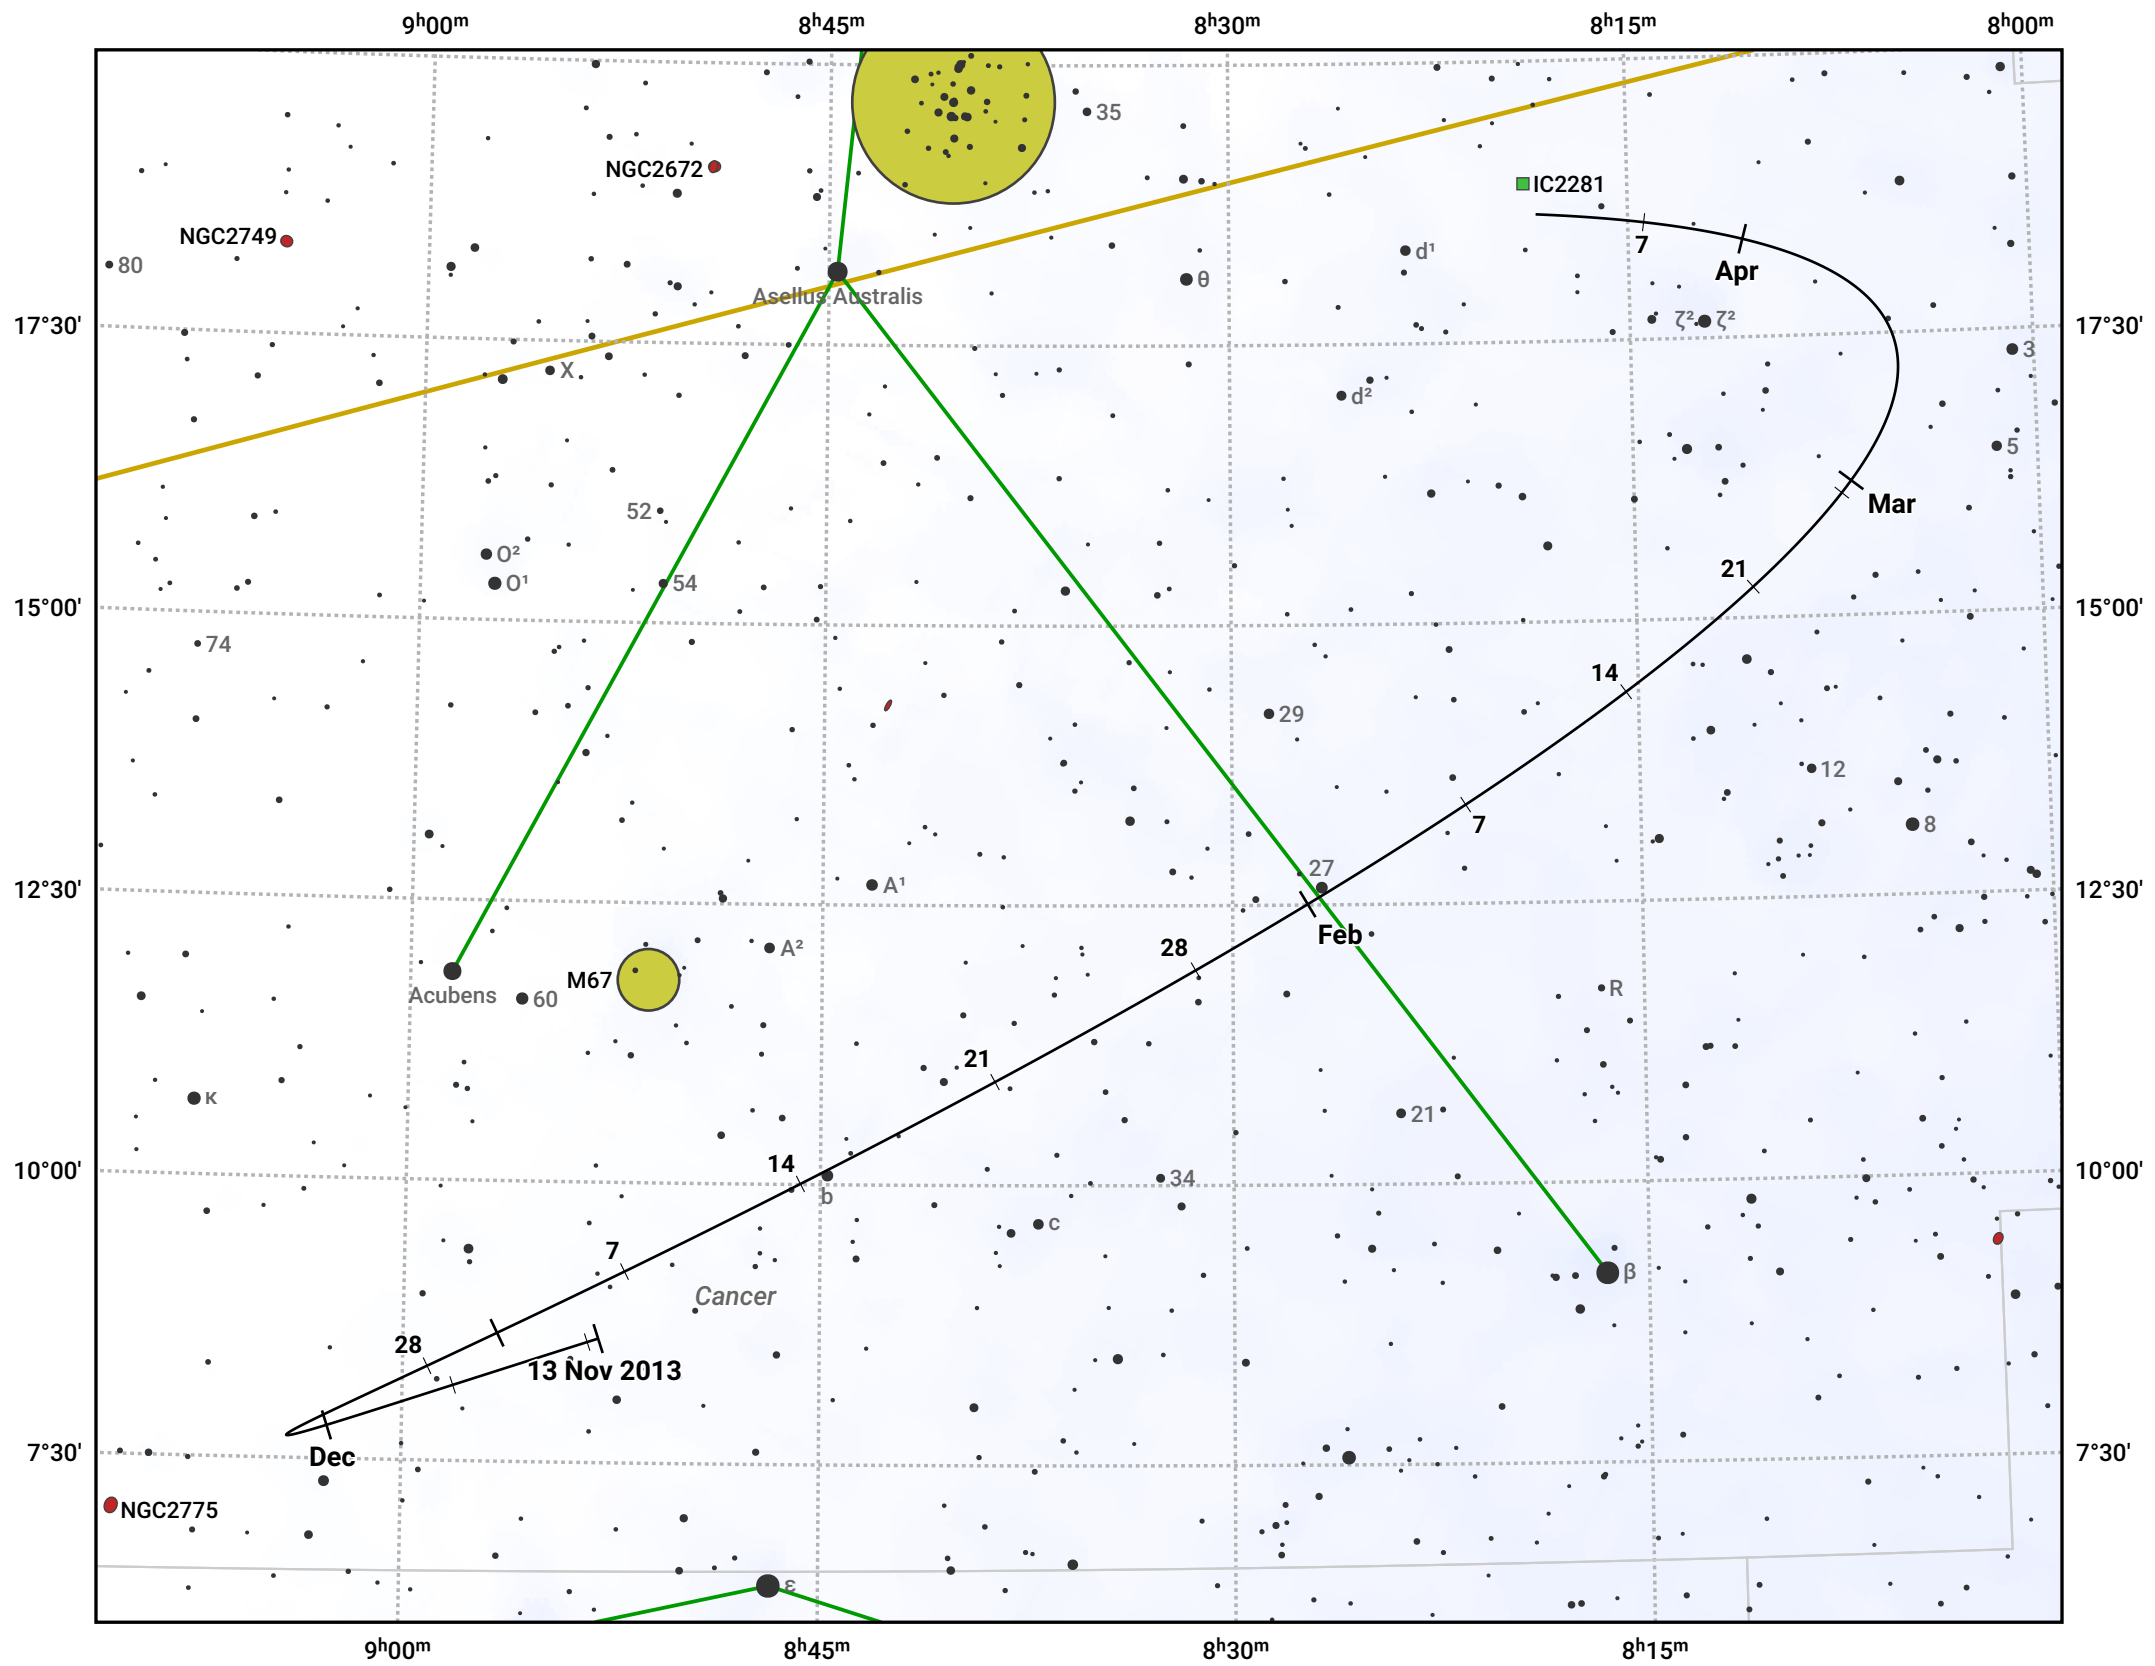 9ʰ00ᵐ 8ʰ45ᵐ 8ʰ30ᵐ 8ʰ15ᵐ 8ʰ00ᵐ
35
NGC2672
IC2281
NGC2749
7
80
d¹
Apr
θ
Asellus Australis
ζ² ζ²
17°30' 17°30'
3
X
d²
5
Mar
52
O²
21
O¹
54
15°00' 15°00'
74
14
29
12
7
8
27
A¹
12°30' 12°30'
Feb
A²
28
M67
R
Acubens
60
21
κ
21
14
10°00' 10°00'
34
b
c
7
β
Cancer
28
13 Nov 2013
Dec
7°30' 7°30'
NGC2775
ε
9ʰ00ᵐ 8ʰ45ᵐ 8ʰ30ᵐ 8ʰ15ᵐ